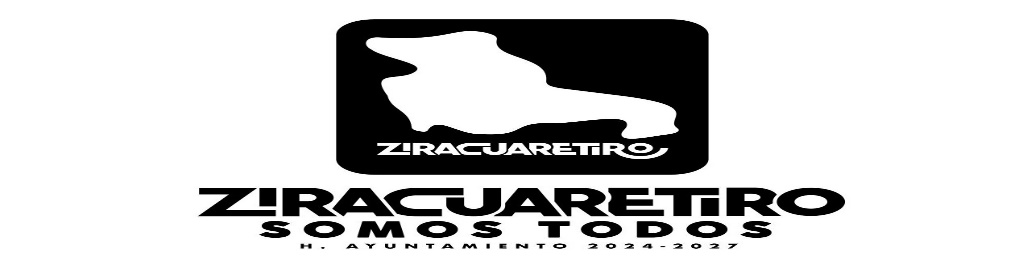 ZIRACUARETIRO
ZIRACUARETIRO
SOMOS TODOS
H. AYUNTAMIENTO 2024-2027